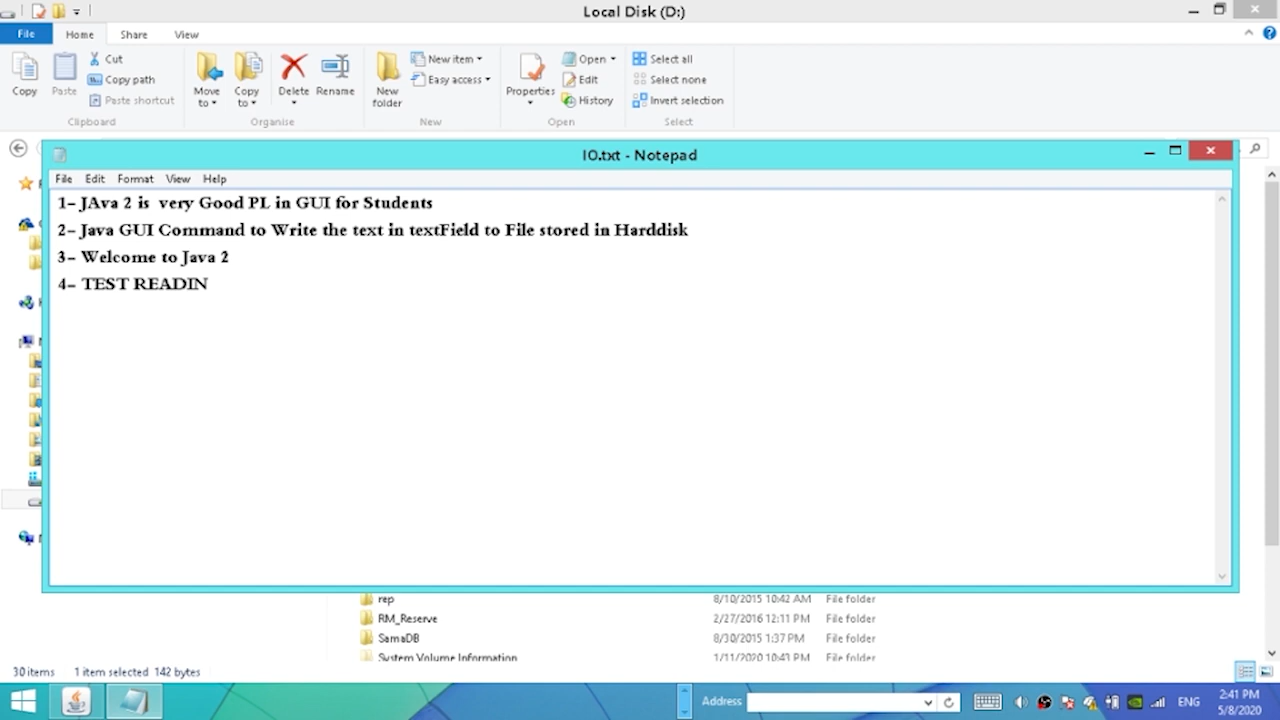 Local Disk (D:)
File Home Share View
Copy Paste Cut Copy path Paste shortcut Move to Copy to Delete Rename New folder New item Easy access Properties Open Edit History Select all Select none Invert selection
Clipboard Organise New Open Select
IO.txt - Notepad
File Edit Format View Help
1- JAva 2 is very Good PL in GUI for Students
2- Java GUI Command to Write the text in textField to File stored in Harddisk
3- Welcome to Java 2
4- TEST READIN
rep 8/10/2015 10:42 AM File folder
RM_Reserve 2/27/2016 12:11 PM File folder
SamaDB 8/30/2015 1:37 PM File folder
System Volume Information 1/11/2020 10:43 PM File folder
30 items 1 item selected 142 bytes
Address ENG 2:41 PM
5/8/2020